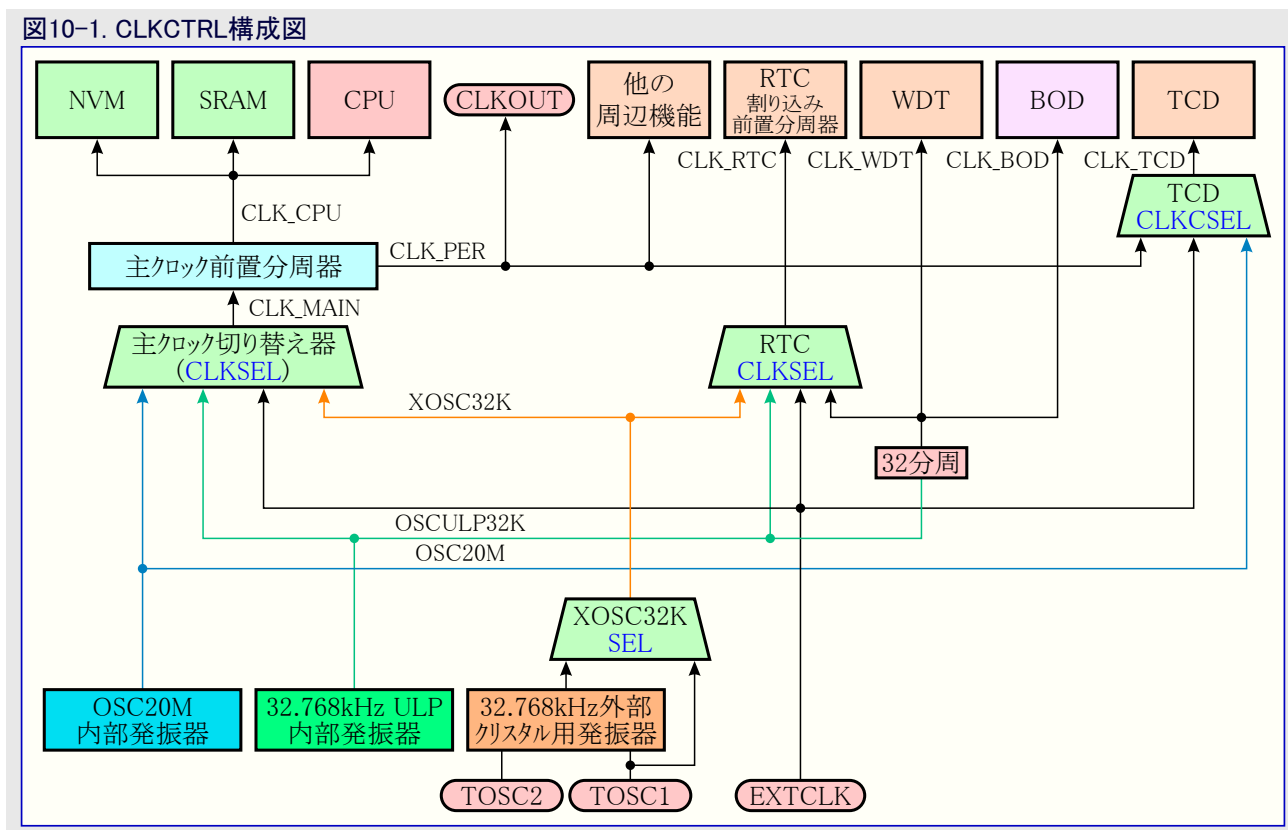 図10-1. CLKCTRL構成図
NVM
SRAM
CPU
CLKOUT
他の
周辺機能
RTC
割り込み
前置分周器
WDT
BOD
TCD
CLK_RTC
CLK_WDT
CLK_BOD
CLK_TCD
TCD
CLKCSEL
CLK_CPU
主クロック前置分周器
CLK_PER
CLK_MAIN
主クロック切り替え器
(CLKSEL)
RTC
CLKSEL
XOSC32K
32分周
OSCULP32K
OSC20M
XOSC32K
SEL
OSC20M
内部発振器
32.768kHz ULP
内部発振器
32.768kHz外部
クリスタル用発振器
TOSC2
TOSC1
EXTCLK